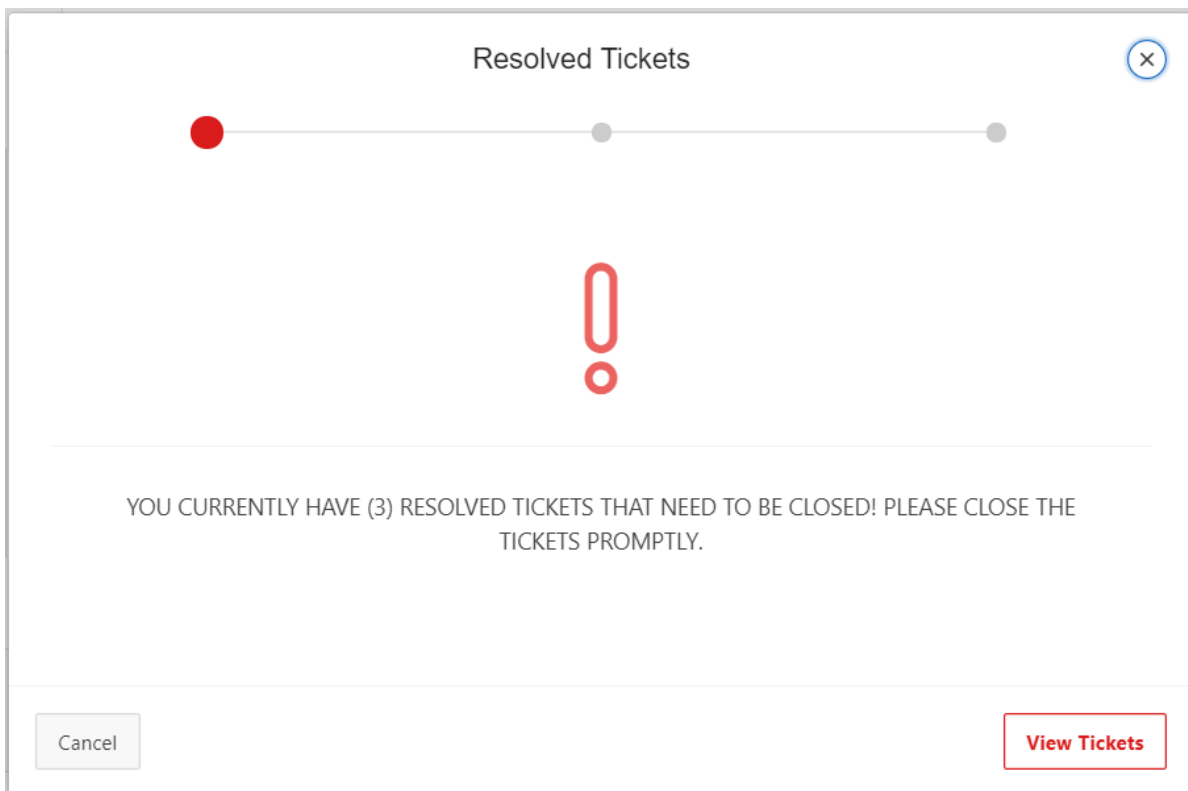 Resolved Tickets
YOU CURRENTLY HAVE (3) RESOLVED TICKETS THAT NEED TO BE CLOSED! PLEASE CLOSE THE
TICKETS PROMPTLY.
Cancel
View Tickets